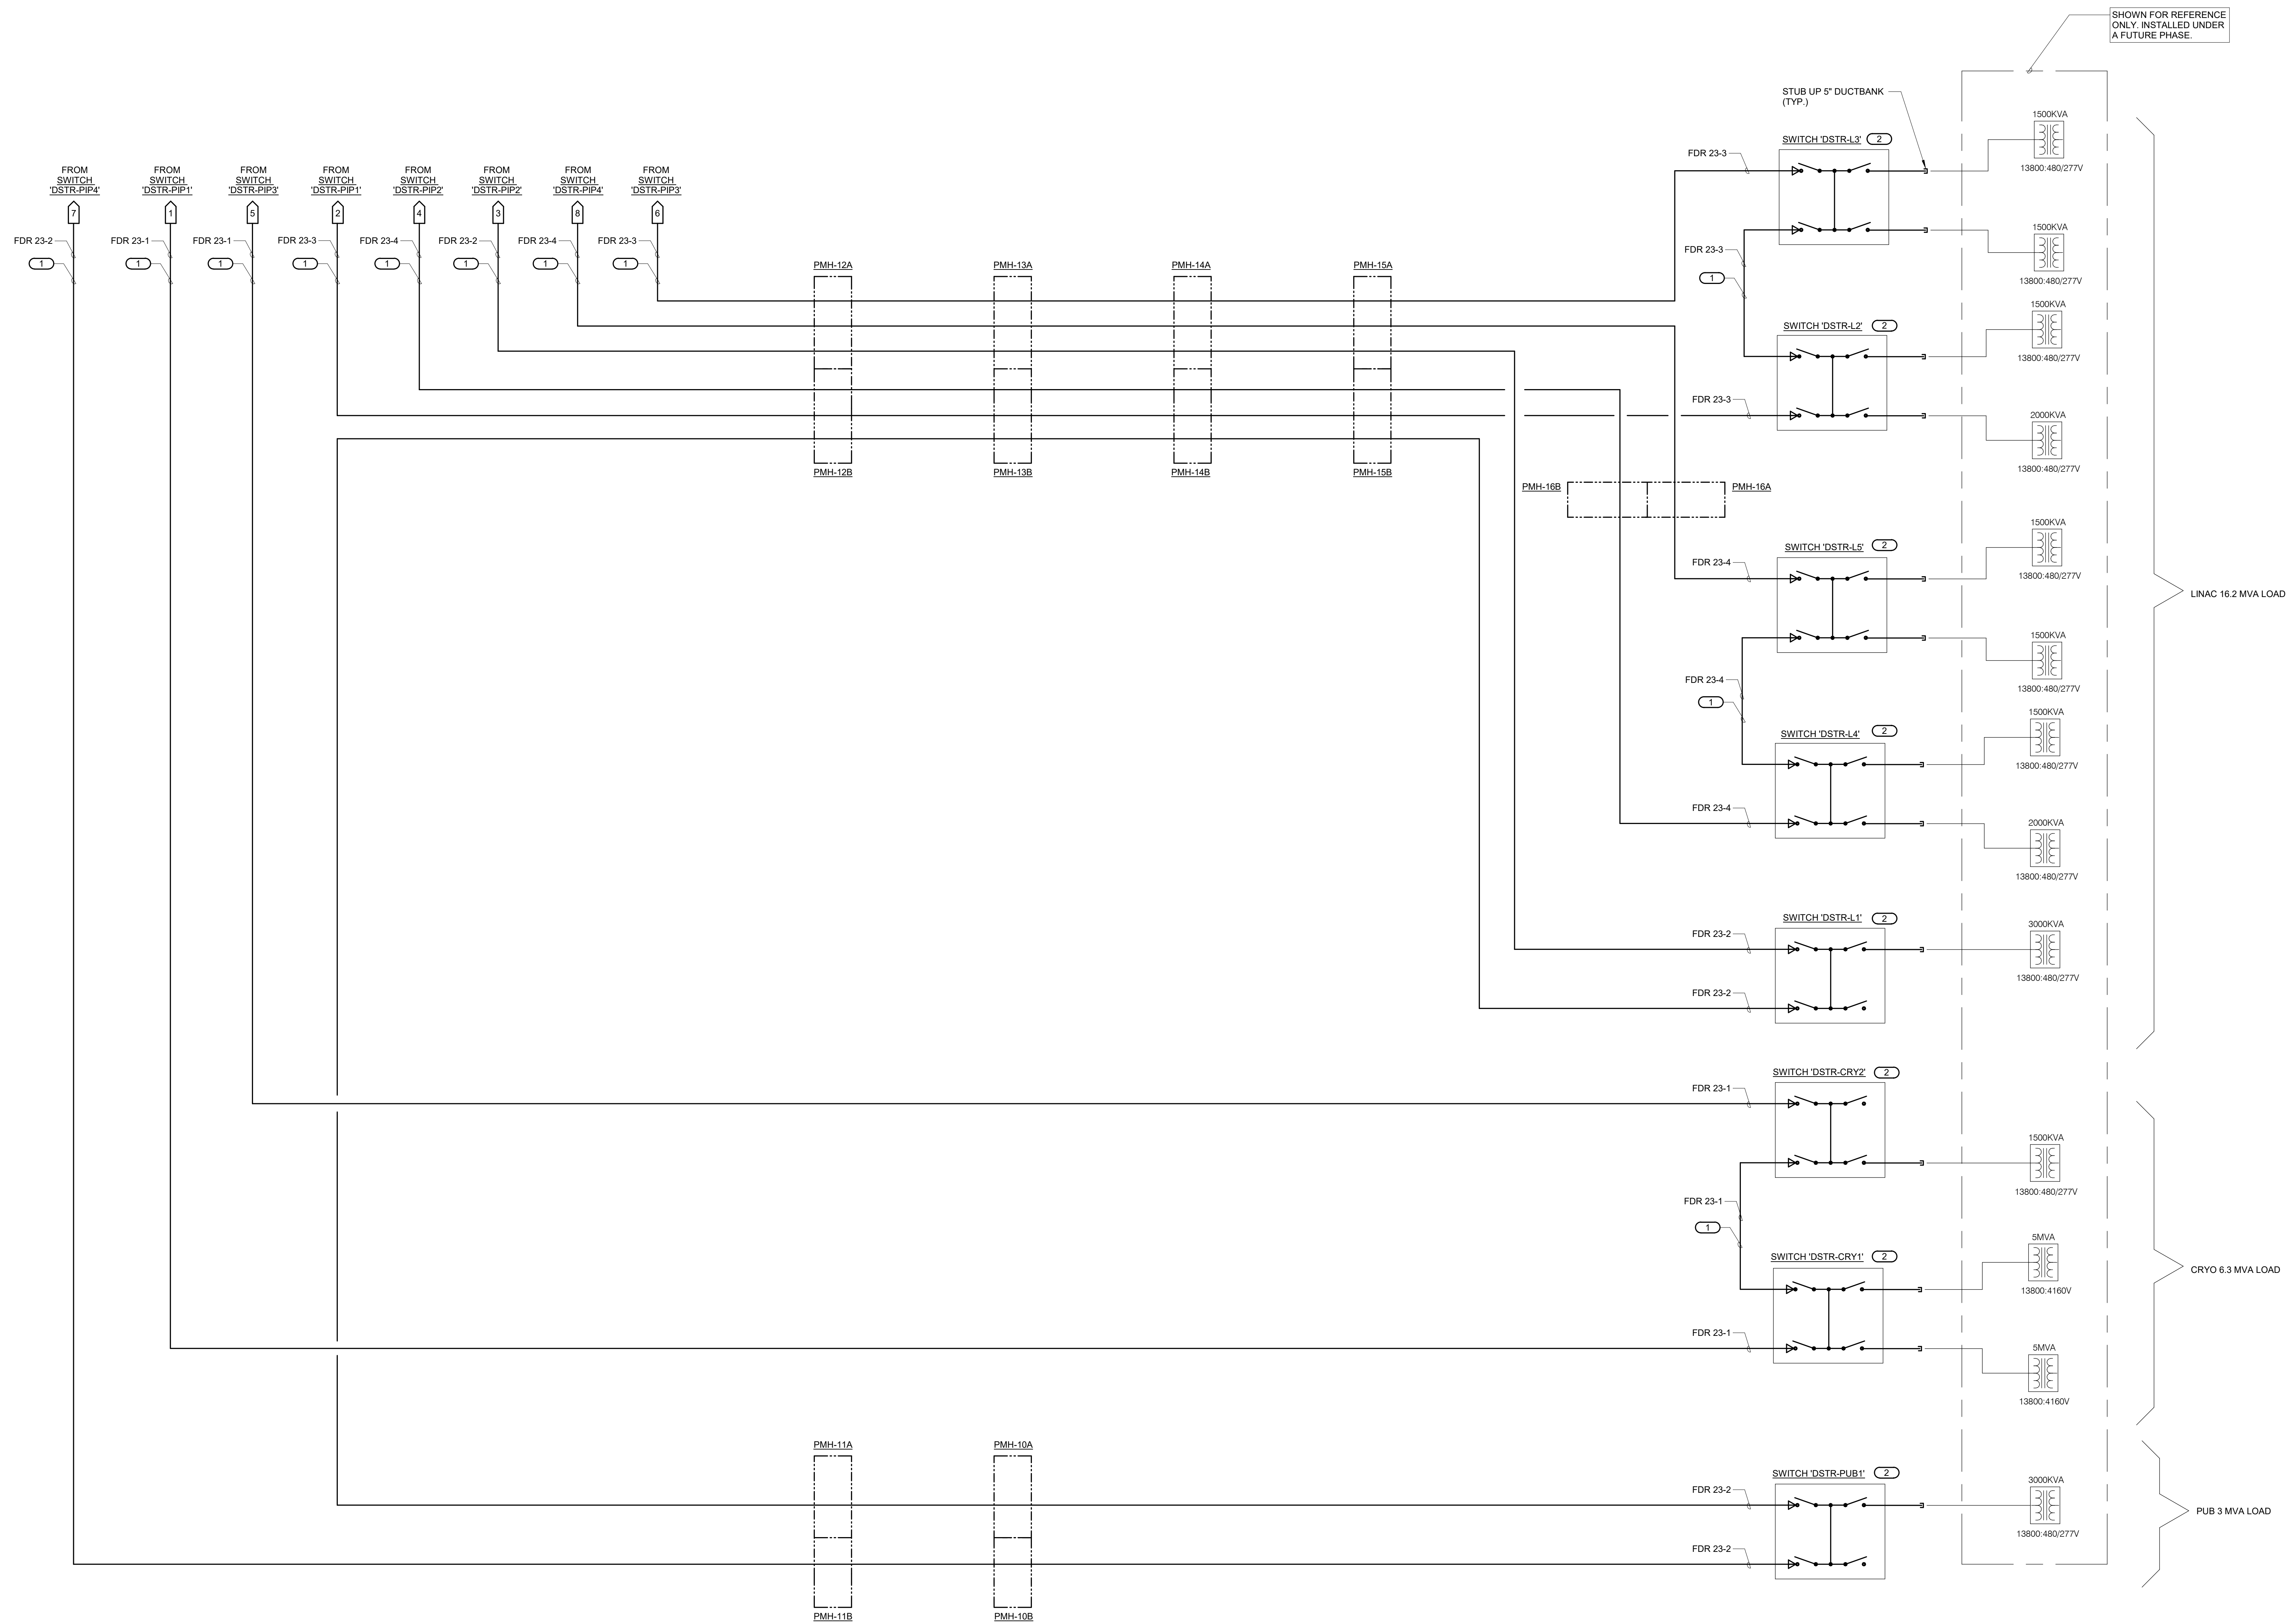 SHOWN FOR REFERENCE
ONLY. INSTALLED UNDER
A FUTURE PHASE.
STUB UP 5" DUCTBANK
(TYP.)
FROM
SWITCH
'DSTR-PIP4'
7
FDR 23-2
1
FROM
SWITCH
'DSTR-PIP1'
1
FDR 23-1
1
FROM
SWITCH
'DSTR-PIP3'
5
FDR 23-1
1
FROM
SWITCH
'DSTR-PIP1'
2
FDR 23-3
1
FROM
SWITCH
'DSTR-PIP2'
4
FDR 23-4
1
FROM
SWITCH
'DSTR-PIP2'
3
FDR 23-2
1
FROM
SWITCH
'DSTR-PIP4'
8
FDR 23-4
1
FROM
SWITCH
'DSTR-PIP3'
6
FDR 23-3
1
PMH-12A
PMH-13A
PMH-14A
PMH-15A
PMH-12B
PMH-13B
PMH-14B
PMH-15B
PMH-16B
PMH-16A
SWITCH 'DSTR-L3'
2
FDR 23-3
1500KVA
13800:480/277V
1500KVA
13800:480/277V
FDR 23-3
1
SWITCH 'DSTR-L2'
2
1500KVA
13800:480/277V
FDR 23-3
2000KVA
13800:480/277V
SWITCH 'DSTR-L5'
2
FDR 23-4
1500KVA
13800:480/277V
1500KVA
13800:480/277V
FDR 23-4
1
SWITCH 'DSTR-L4'
2
1500KVA
13800:480/277V
FDR 23-4
2000KVA
13800:480/277V
LINAC 16.2 MVA LOAD
SWITCH 'DSTR-L1'
2
FDR 23-2
3000KVA
13800:480/277V
FDR 23-2
SWITCH 'DSTR-CRY2'
2
FDR 23-1
1500KVA
13800:480/277V
FDR 23-1
1
SWITCH 'DSTR-CRY1'
2
5MVA
13800:4160V
FDR 23-1
5MVA
13800:4160V
CRYO 6.3 MVA LOAD
PMH-11A
PMH-10A
SWITCH 'DSTR-PUB1'
2
FDR 23-2
3000KVA
13800:480/277V
FDR 23-2
PUB 3 MVA LOAD
PMH-11B
PMH-10B